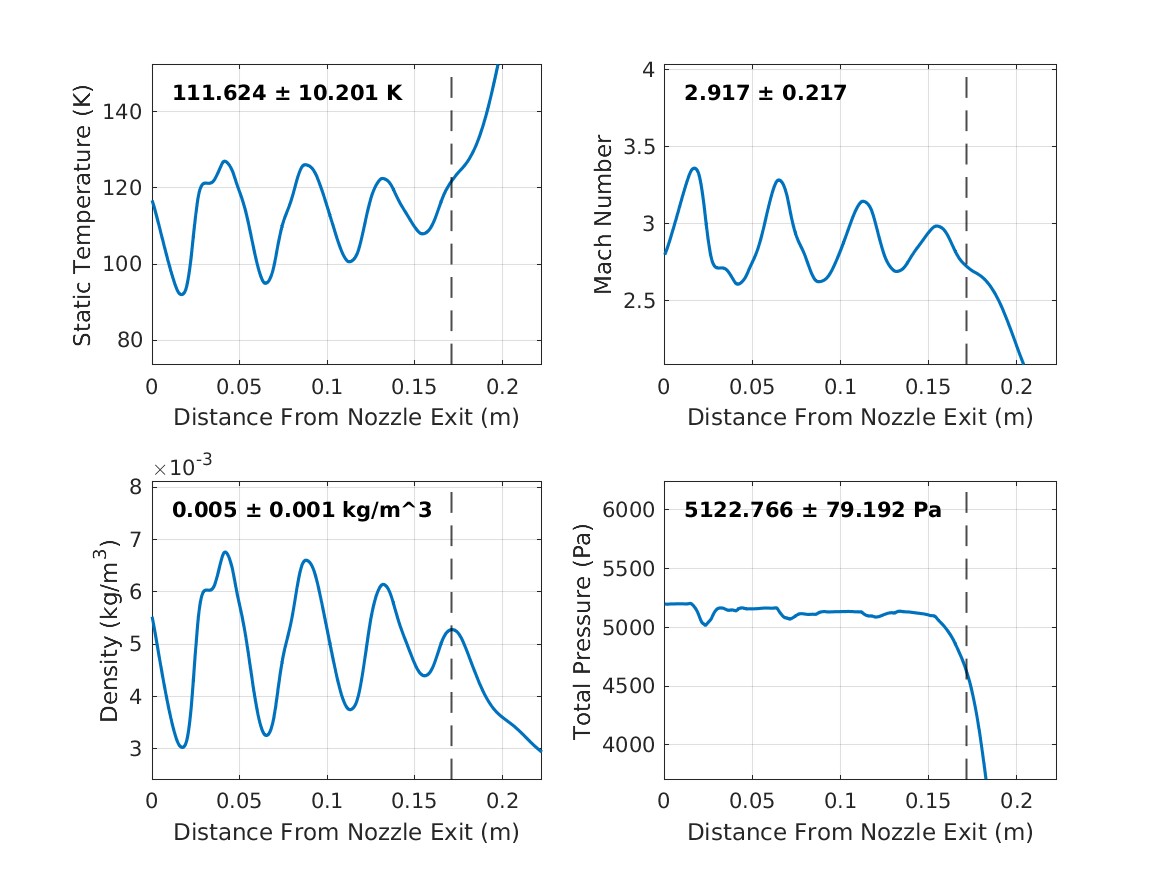 111.624 ± 10.201 K
140
120
100
80
Static Temperature (K)
0 0.05 0.1 0.15 0.2
Distance From Nozzle Exit (m)
2.917 ± 0.217
4
3.5
3
2.5
Mach Number
0 0.05 0.1 0.15 0.2
Distance From Nozzle Exit (m)
×10-3
0.005 ± 0.001 kg/m^3
8
7
6
5
4
3
Density (kg/m3)
0 0.05 0.1 0.15 0.2
Distance From Nozzle Exit (m)
5122.766 ± 79.192 Pa
6000
5500
5000
4500
4000
Total Pressure (Pa)
0 0.05 0.1 0.15 0.2
Distance From Nozzle Exit (m)